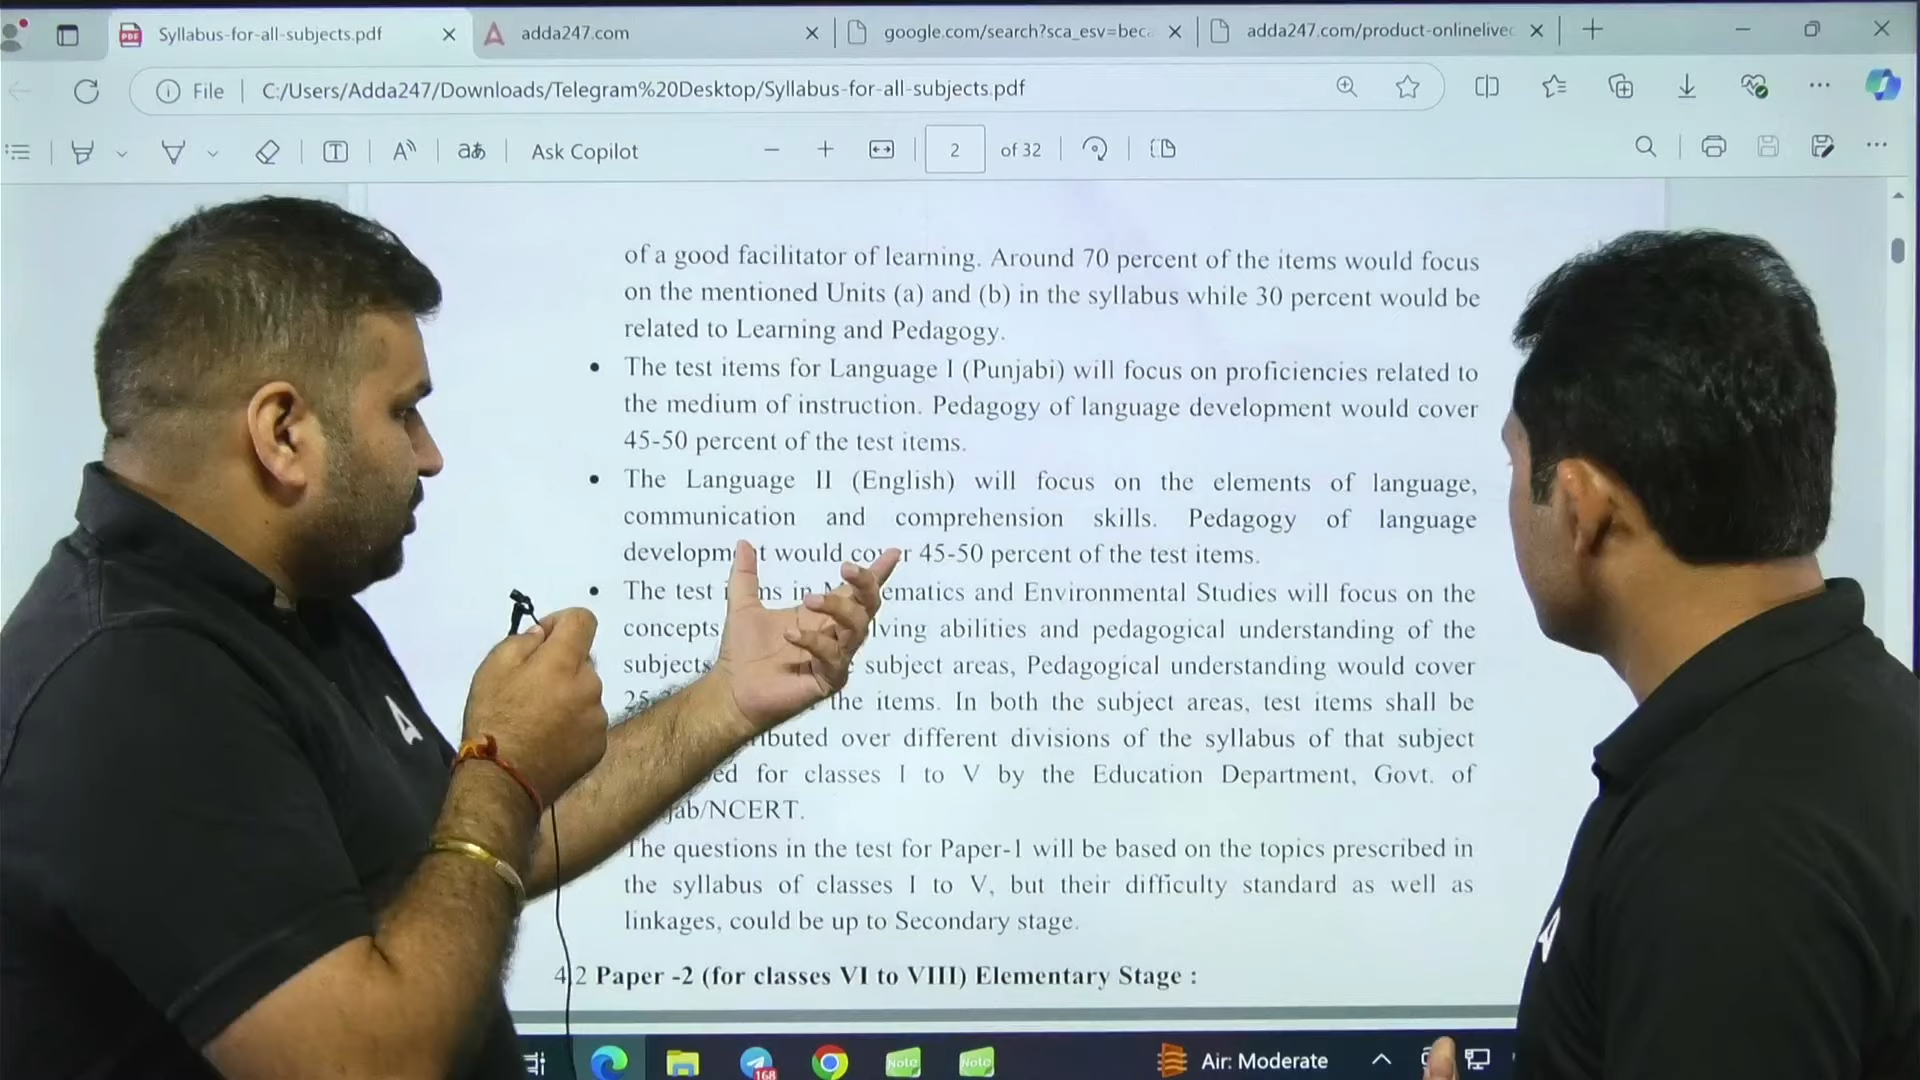 Syllabus-for-all-subjects.pdf
adda247.com
google.com/search?sca_esv=bec
adda247.com/product-onlinelivec
File
C:/Users/Adda247/Downloads/Telegram%20Desktop/Syllabus-for-all-subjects.pdf
Ask Copilot
2
of 32
of a good facilitator of learning. Around 70 percent of the items would focus
on the mentioned Units (a) and (b) in the syllabus while 30 percent would be
related to Learning and Pedagogy.
• The test items for Language I (Punjabi) will focus on proficiencies related to
the medium of instruction. Pedagogy of language development would cover
45-50 percent of the test items.
• The Language II (English) will focus on the elements of language,
communication and comprehension skills. Pedagogy of language
would 45-50 percent of the test items.
• The test in and Environmental Studies will focus on the
concepts abilities and pedagogical understanding of the
subjects subject areas, Pedagogical understanding would cover
the items. In both the subject areas, test items shall be
over different divisions of the syllabus of that subject
for classes I to V by the Education Department, Govt. of
/NCERT.
The questions in the test for Paper-1 will be based on the topics prescribed in
the syllabus of classes I to V, but their difficulty standard as well as
linkages, could be up to Secondary stage.
4.2 Paper -2 (for classes VI to VIII) Elementary Stage :
168
Note
Note
Air: Moderate